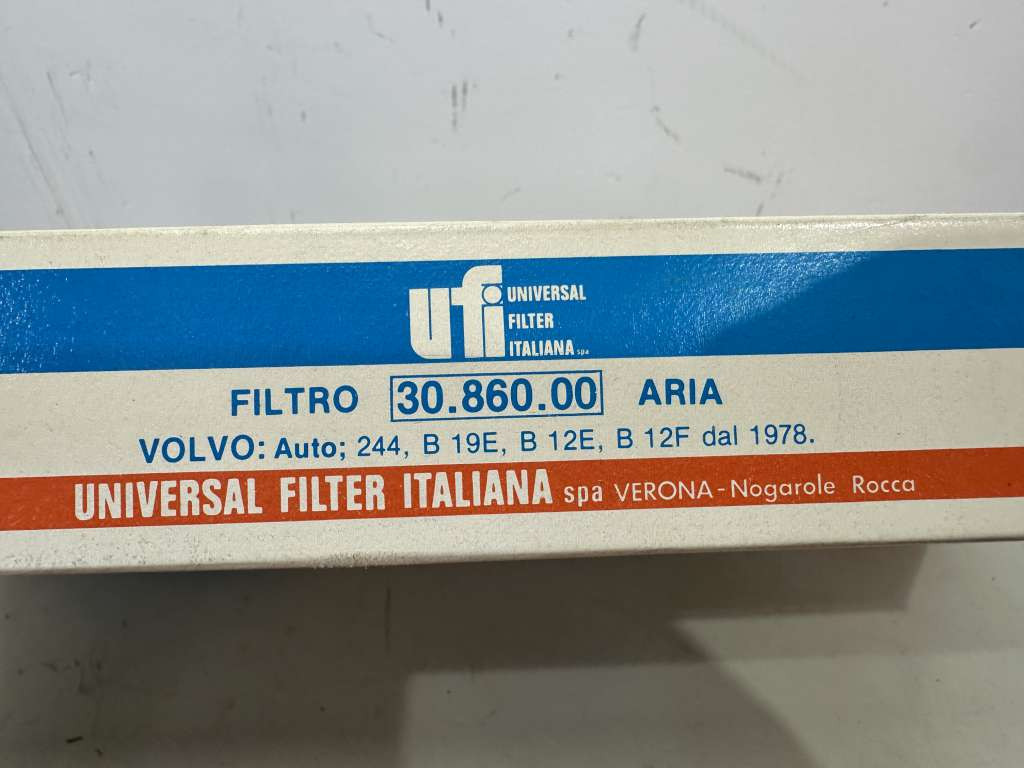 ufi UNIVERSAL
FILTER
ITALIANA spa
FILTRO 30.860.00 ARIA
VOLVO: Auto; 244, B 19E, B 12E, B 12F dal 1978.
UNIVERSAL FILTER ITALIANA spa VERONA - Nogarole Rocca